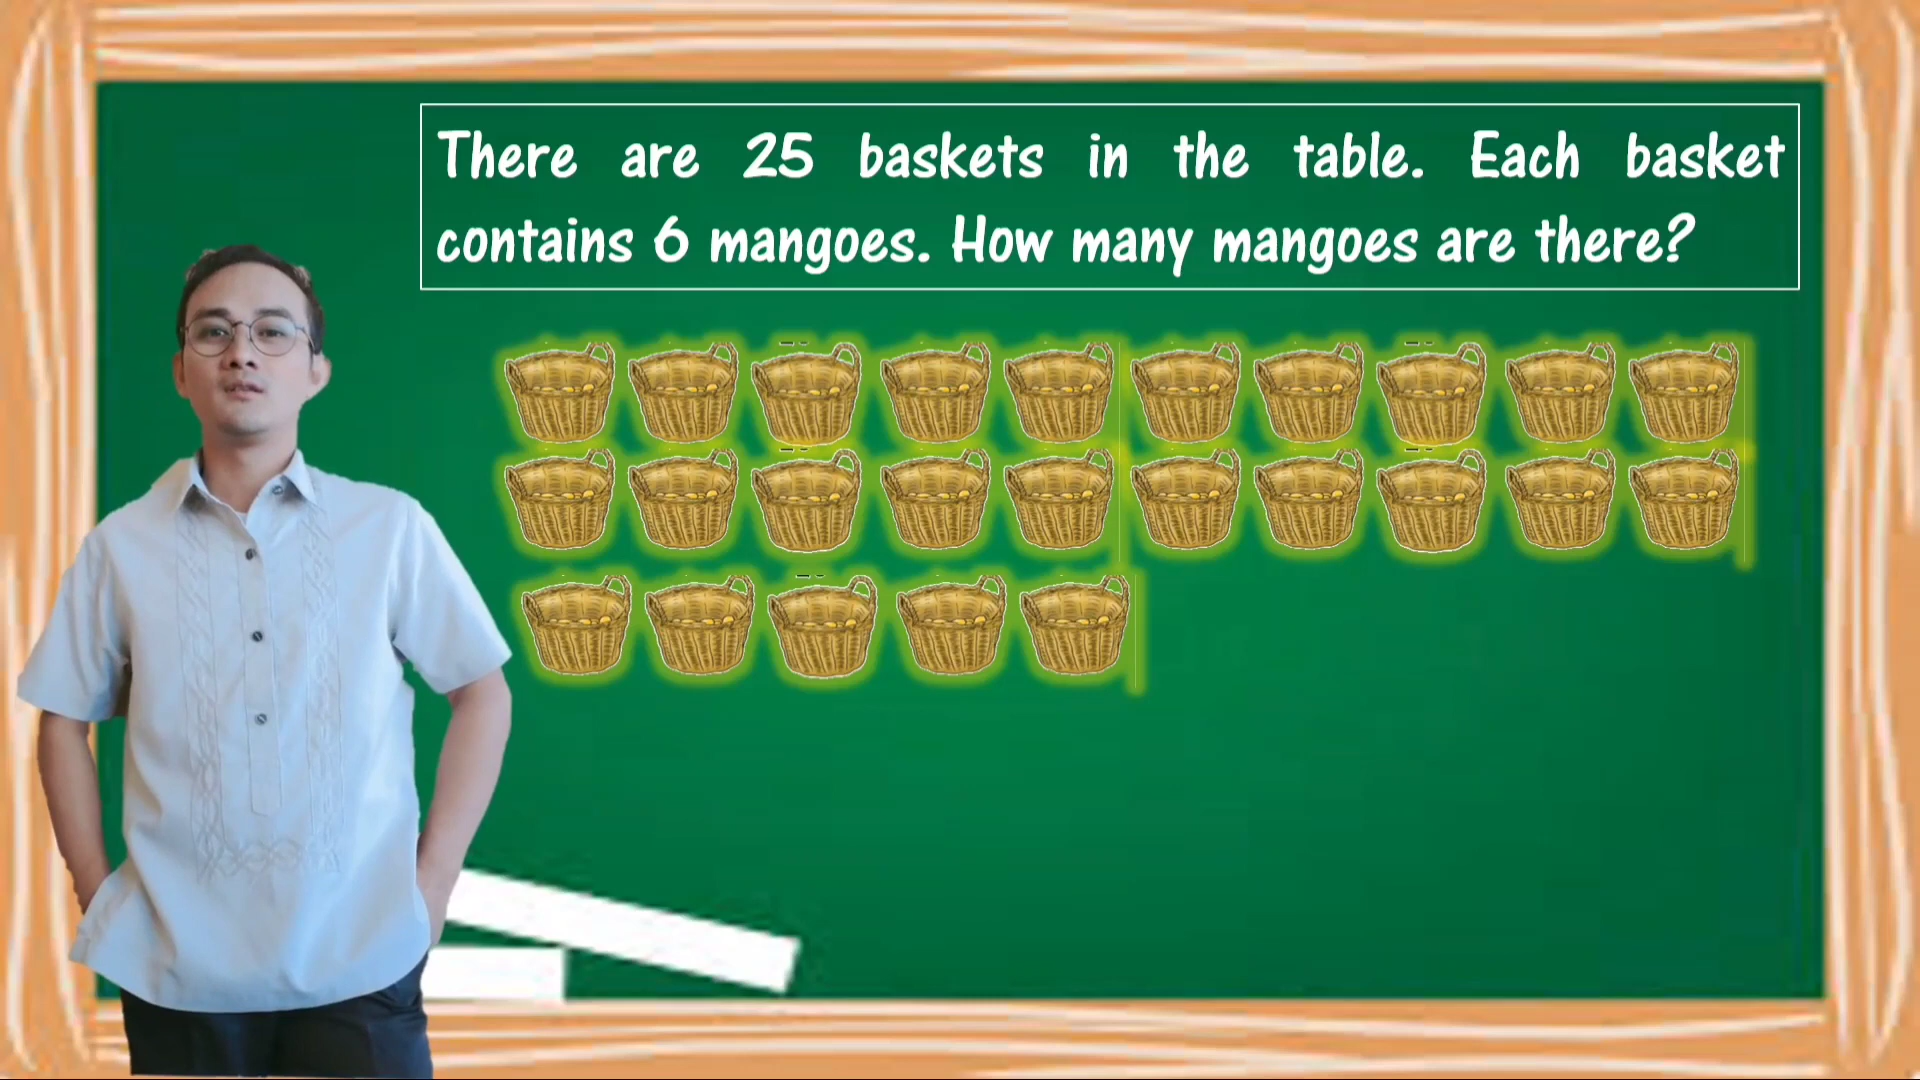 There are 25 baskets in the table. Each basket
contains 6 mangoes. How many mangoes are there?